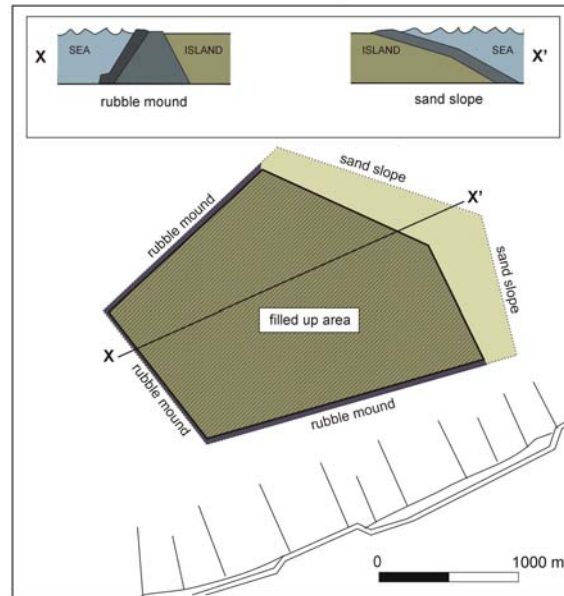 X
SEA
ISLAND
rubble mound
ISLAND
SEA
X'
sand slope
sand slope
X'
rubble mound
sand slope
filled up area
X
rubble mound
rubble mound
0
1000 m